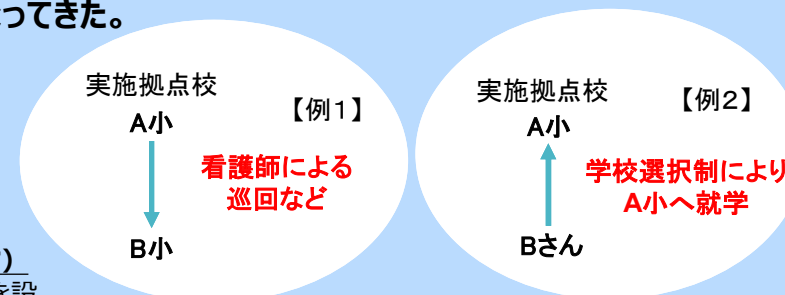 ってきた。
実施拠点校
【例1】
A小
看護師による
巡回など
B小
実施拠点校
【例2】
A小
学校選択制により
A小へ就学
Bさん
を設